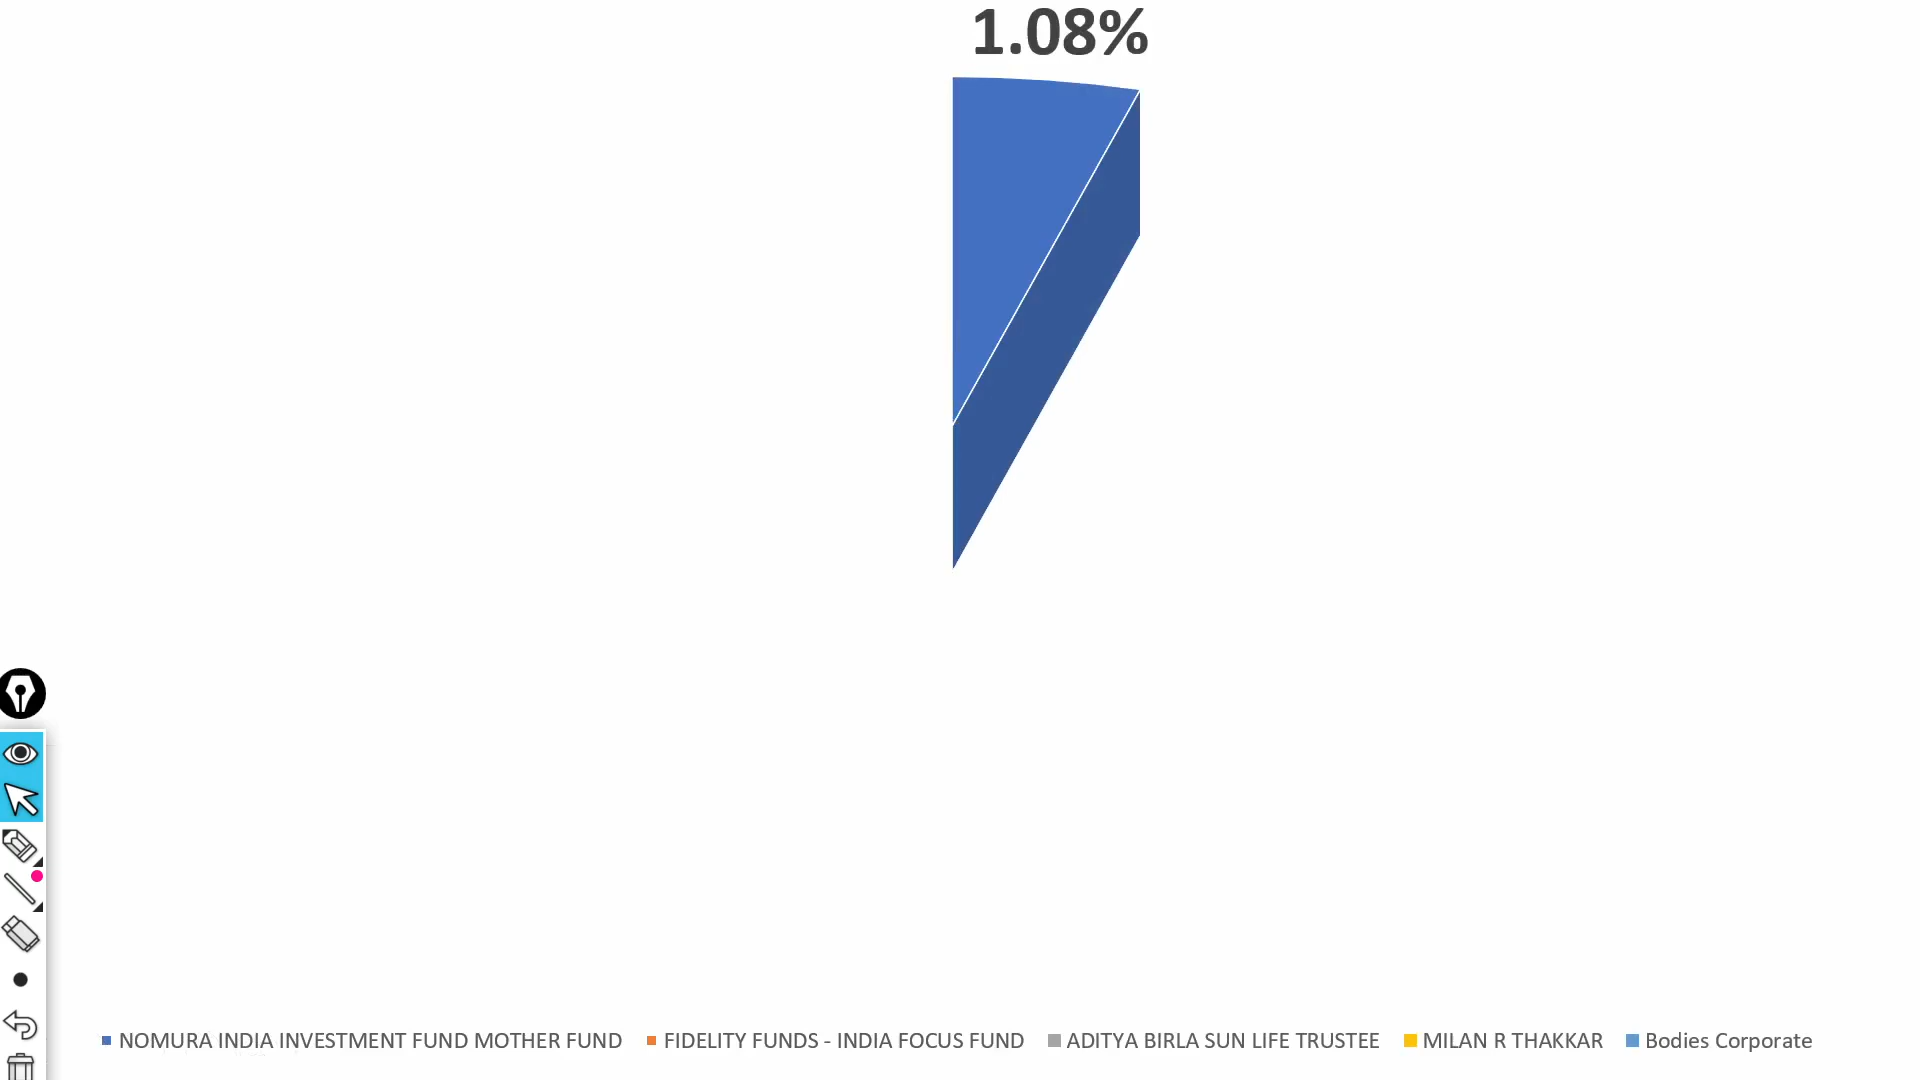 1.08%
NOMURA INDIA INVESTMENT FUND MOTHER FUND FIDELITY FUNDS - INDIA FOCUS FUND ADITYA BIRLA SUN LIFE TRUSTEE MILAN R THAKKAR Bodies Corporate